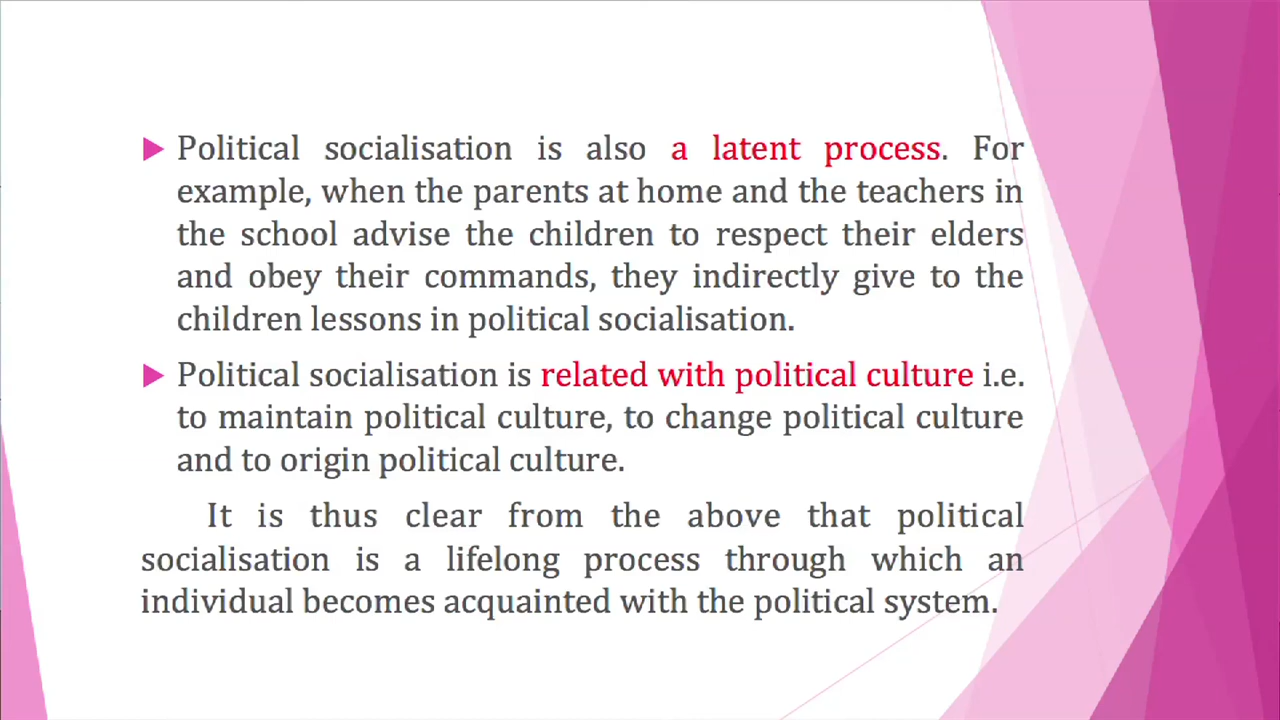 Political socialisation is also a latent process. For
example, when the parents at home and the teachers in
the school advise the children to respect their elders
and obey their commands, they indirectly give to the
children lessons in political socialisation.
Political socialisation is related with political culture i.e.
to maintain political culture, to change political culture
and to origin political culture.
It is thus clear from the above that political
socialisation is a lifelong process through which an
individual becomes acquainted with the political system.